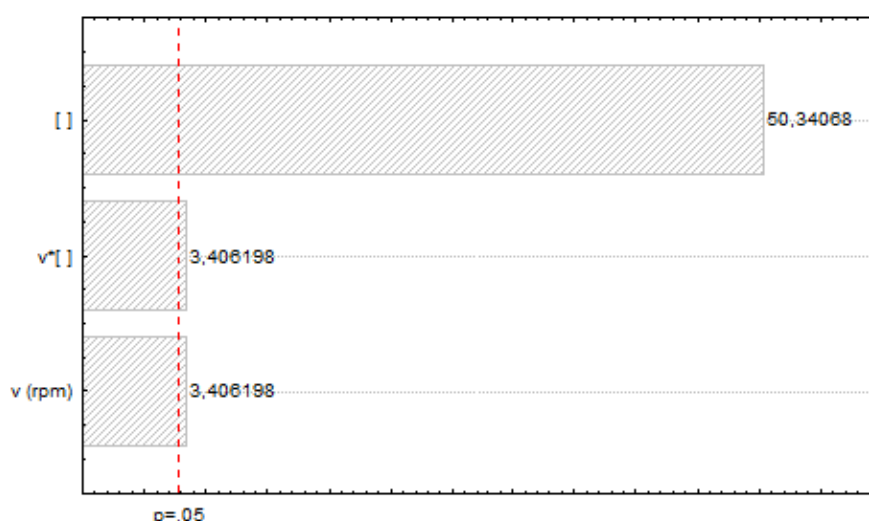 [ ]
50,34068
v*[ ]
3,406198
v (rpm)
3,406198
p=,05